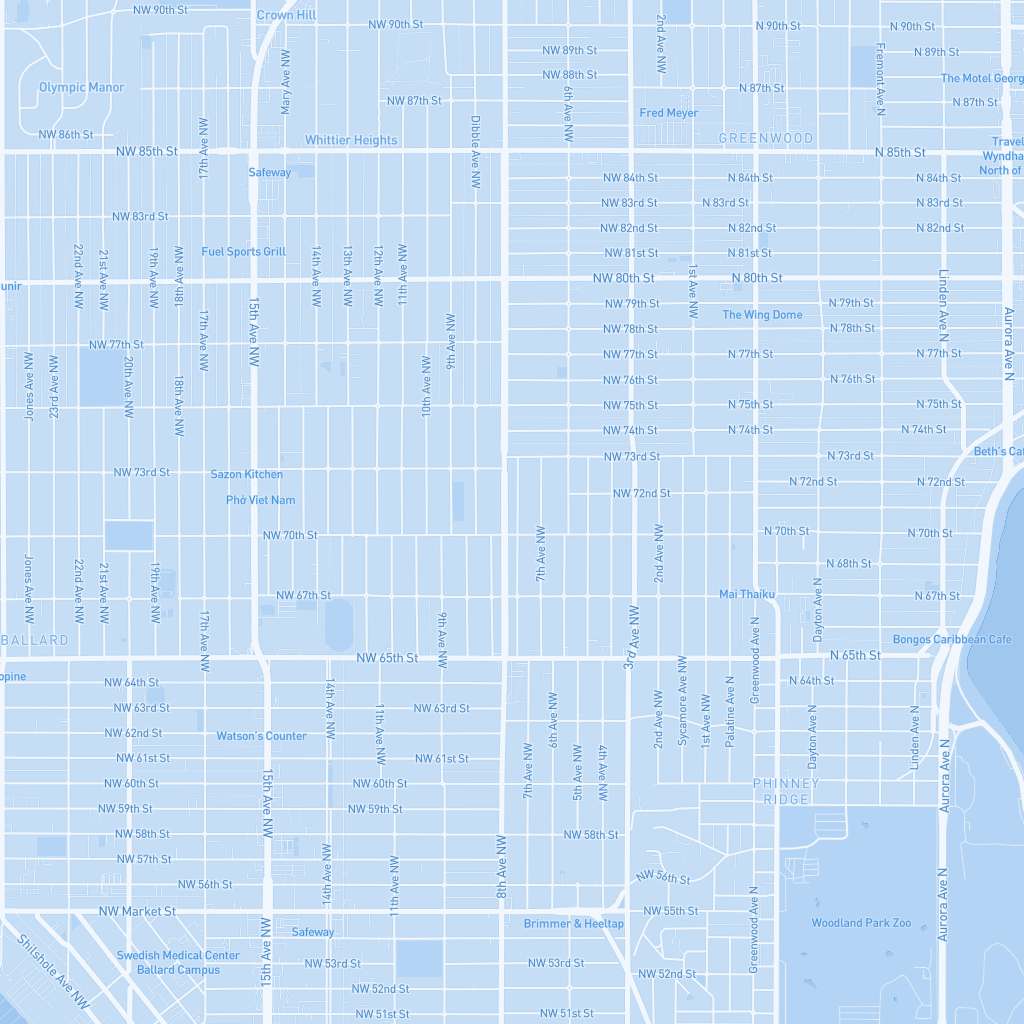 NW 90th St
Crown Hill
NW 90th St
2nd Ave NW
N 90th St
N 90th St
NW 89th St
N 89th St
Fremont Ave N
Mary Ave NW
NW 88th St
The Motel Georg
Olympic Manor
N 87th St
NW 87th St
6th Ave NW
N 87th St
Fred Meyer
NW 86th St
17th Ave NW
Whittier Heights
Dibble Ave NW
GREENWOOD
Travel
NW 85th St
N 85th St
Wyndha
North of
Safeway
NW 84th St
N 84th St
N 84th St
NW 83rd St
N 83rd St
N 83rd St
NW 83rd St
NW 82nd St
N 82nd St
N 82nd St
Fuel Sports Grill
NW 81st St
N 81st St
22nd Ave NW
21st Ave NW
19th Ave NW
18th Ave NW
14th Ave NW
13th Ave NW
12th Ave NW
11th Ave NW
NW 80th St
N 80th St
1st Ave NW
unir
Linden Ave N
NW 79th St
N 79th St
The Wing Dome
15th Ave NW
17th Ave NW
9th Ave NW
NW 78th St
N 78th St
Aurora Ave N
NW 77th St
NW 77th St
N 77th St
N 77th St
Jones Ave NW
23rd Ave NW
20th Ave NW
18th Ave NW
10th Ave NW
NW 76th St
N 76th St
NW 75th St
N 75th St
N 75th St
NW 74th St
N 74th St
N 74th St
NW 73rd St
N 73rd St
Beth's Caf
NW 73rd St
Sazon Kitchen
N 72nd St
N 72nd St
NW 72nd St
Phở Viet Nam
NW 70th St
N 70th St
N 70th St
7th Ave NW
2nd Ave NW
N 68th St
Jones Ave NW
22nd Ave NW
21st Ave NW
19th Ave NW
NW 67th St
Mai Thaiku
N 67th St
Dayton Ave N
BALLARD
17th Ave NW
9th Ave NW
3rd Ave NW
Greenwood Ave N
Bongos Caribbean Cafe
NW 65th St
N 65th St
opine
NW 64th St
N 64th St
14th Ave NW
Sycamore Ave NW
Palatine Ave N
NW 63rd St
NW 63rd St
11th Ave NW
6th Ave NW
2nd Ave NW
1st Ave NW
Dayton Ave N
Linden Ave N
NW 62nd St
Watson's Counter
NW 61st St
NW 61st St
7th Ave NW
5th Ave NW
4th Ave NW
Aurora Ave N
NW 60th St
NW 60th St
PHINNEY
RIDGE
15th Ave NW
NW 59th St
NW 59th St
NW 58th St
NW 58th St
NW 57th St
14th Ave NW
11th Ave NW
8th Ave NW
NW 56th St
NW 56th St
Greenwood Ave N
Aurora Ave N
NW Market St
NW 55th St
Brimmer & Heeltap
Woodland Park Zoo
Safeway
15th Ave NW
Shilshole Ave NW
Swedish Medical Center
Ballard Campus
NW 53rd St
NW 53rd St
NW 52nd St
NW 52nd St
NW 51st St
NW 51st St